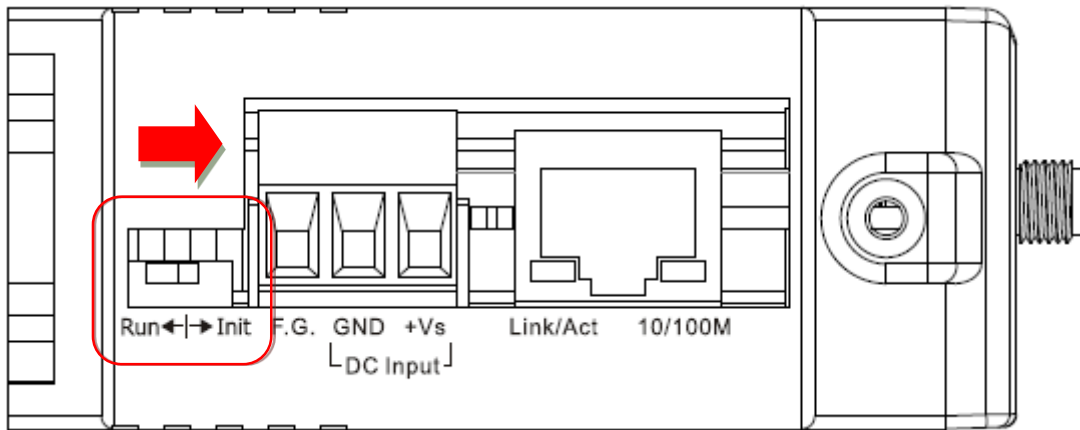 Run◄|►Init F.G. GND +Vs Link/Act 10/100M
DC Input